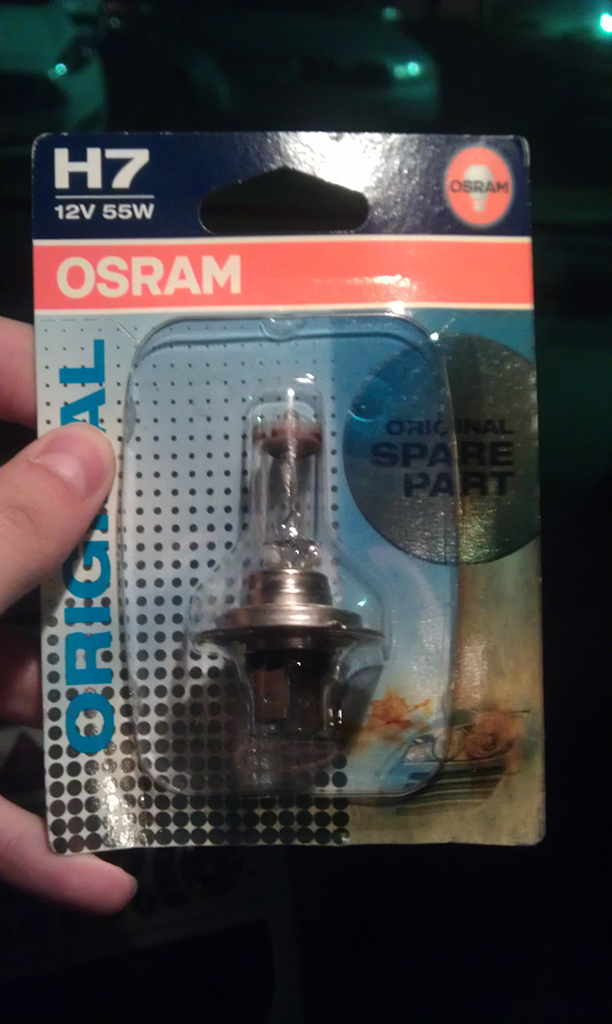 H7
12V 55W
OSRAM
OSRAM
ORIGINAL
ORIGINAL
SPARE
PART